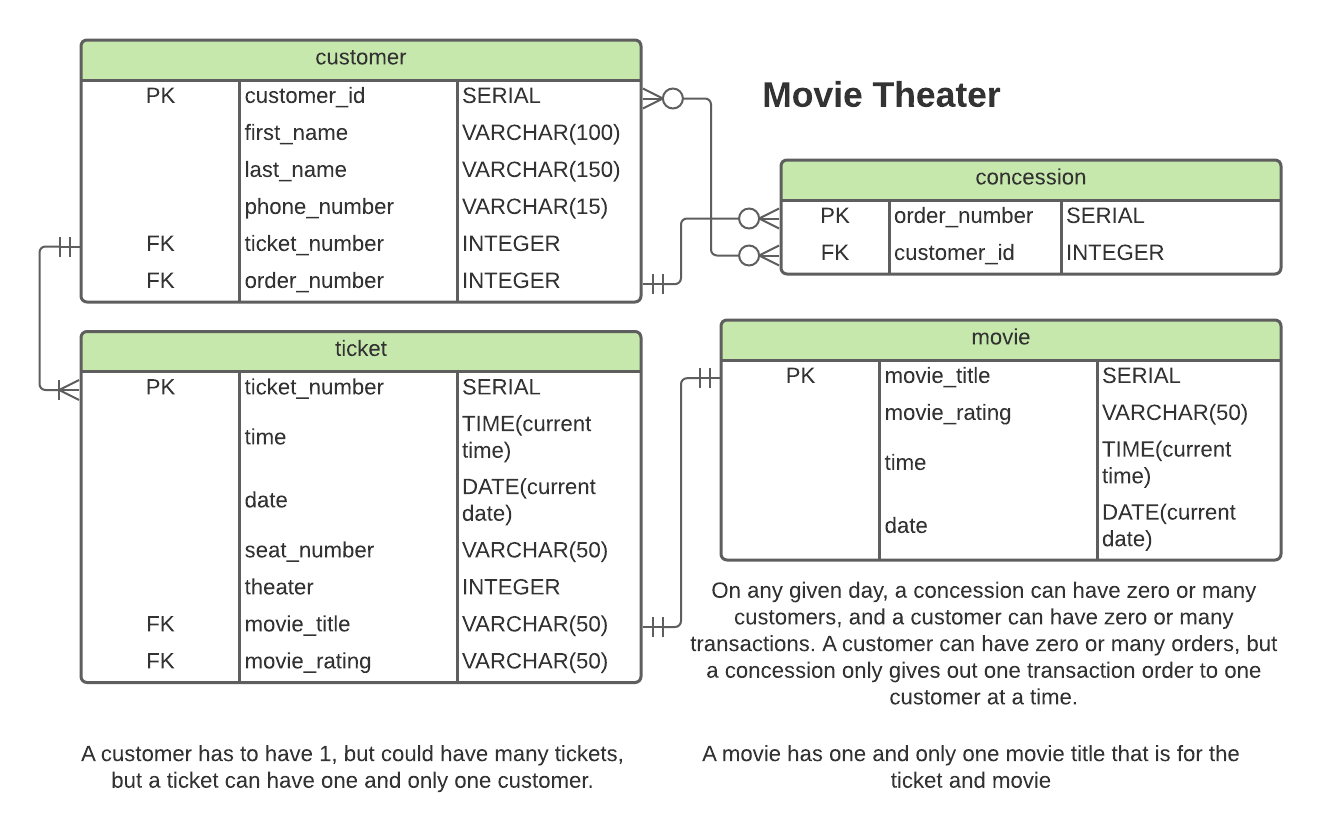 customer
PK customer_id SERIAL
first_name VARCHAR(100)
last_name VARCHAR(150)
phone_number VARCHAR(15)
FK ticket_number INTEGER
FK order_number INTEGER
Movie Theater
concession
PK order_number SERIAL
FK customer_id INTEGER
ticket
PK ticket_number SERIAL
time TIME(current
time)
date DATE(current
date)
seat_number VARCHAR(50)
theater INTEGER
FK movie_title VARCHAR(50)
FK movie_rating VARCHAR(50)
movie
PK movie_title SERIAL
movie_rating VARCHAR(50)
time TIME(current
time)
date DATE(current
date)
On any given day, a concession can have zero or many
customers, and a customer can have zero or many
transactions. A customer can have zero or many orders, but
a concession only gives out one transaction order to one
customer at a time.
A customer has to have 1, but could have many tickets,
but a ticket can have one and only one customer.
A movie has one and only one movie title that is for the
ticket and movie